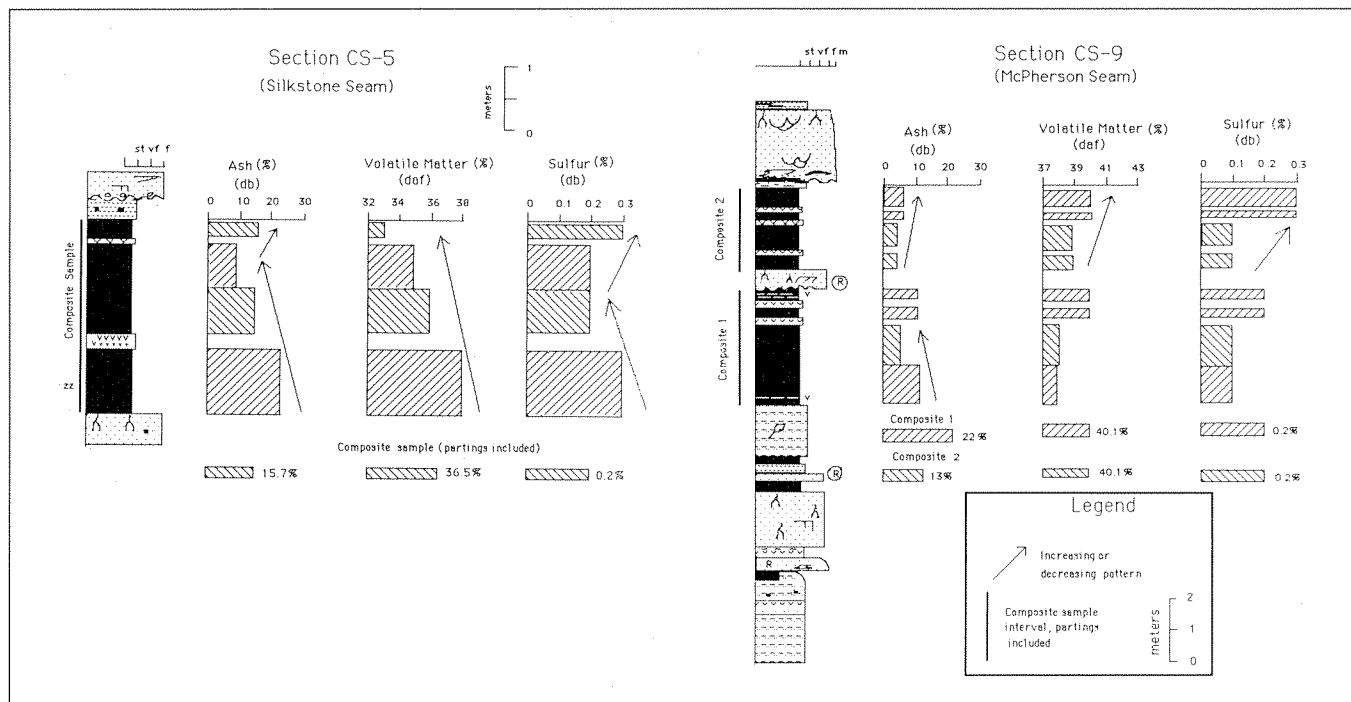 Section CS-5
(Silkstone Seam)
1
meters
0
st vf f
Ash (%)
(db)
0 10 20 30
Volatile Matter (%)
(daf)
32 34 36 38
Sulfur (%)
(db)
0 0.1 0.2 0.3
Composite Sample
zz
v v v v v
v v v v
Composite sample (partings included)
15.7%
36.5%
0.2%
Section CS-9
(McPherson Seam)
st vf f m
Ash (%)
(db)
0 10 20 30
Volatile Matter (%)
(daf)
37 39 41 43
Sulfur (%)
(db)
0 0.1 0.2 0.3
Composite 2
Composite 1
R
v
v
R
R
Composite 1
22%
40.1%
0.2%
Composite 2
13%
40.1%
0.2%
Legend
Increasing or
decreasing pattern
Composite sample
interval, partings
included
2
1
0
meters